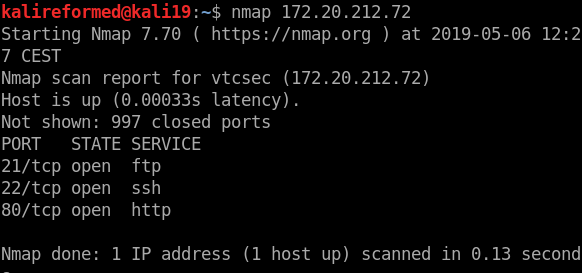 kalireformed@kali19:~$ nmap 172.20.212.72
Starting Nmap 7.70 ( https://nmap.org ) at 2019-05-06 12:2
7 CEST
Nmap scan report for vtcsec (172.20.212.72)
Host is up (0.00033s latency).
Not shown: 997 closed ports
PORT   STATE SERVICE
21/tcp open  ftp
22/tcp open  ssh
80/tcp open  http
Nmap done: 1 IP address (1 host up) scanned in 0.13 second